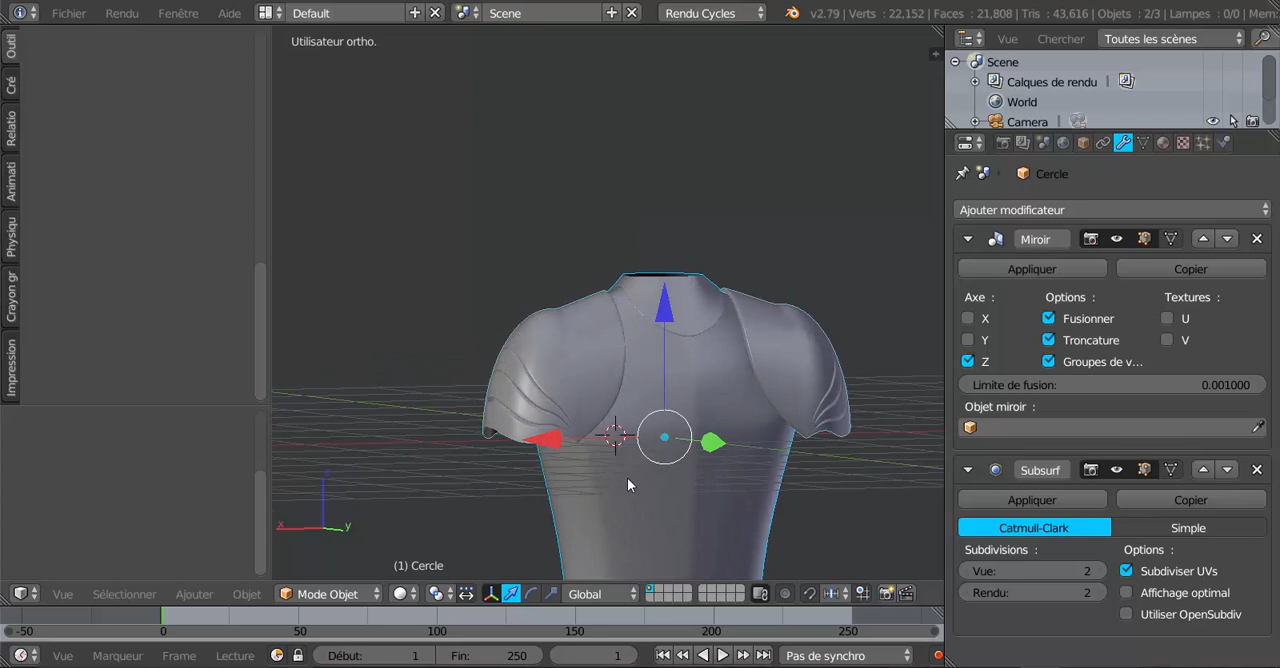 Fichier Rendu Fenêtre Aide Default Scene Rendu Cycles v2.79 | Verts : 22,152 | Faces : 21,808 | Tris : 43,616 | Objets : 2/3 | Lampes : 0/0 | Mem:
Outil
Cré
Relatio
Animati
Physiqu
Crayon gr
Impression
Utilisateur ortho.
x
y
(1) Cercle
Vue Sélectionner Ajouter Objet Mode Objet Global
-50 0 50 100 150 200 250
Vue Marqueur Frame Lecture Début: 1 Fin: 250 1 Pas de synchro
Vue Chercher Toutes les scènes
Scene
Calques de rendu |
World
Camera |
Cercle
Ajouter modificateur
Miroir
Appliquer Copier
Axe : Options : Textures :
X Fusionner U
Y Troncature V
Z Groupes de v...
Limite de fusion: 0.001000
Objet miroir:
Subsurf
Appliquer Copier
Catmull-Clark Simple
Subdivisions : Options :
Vue: 2 Subdiviser UVs
Rendu: 2 Affichage optimal
Utiliser OpenSubdiv